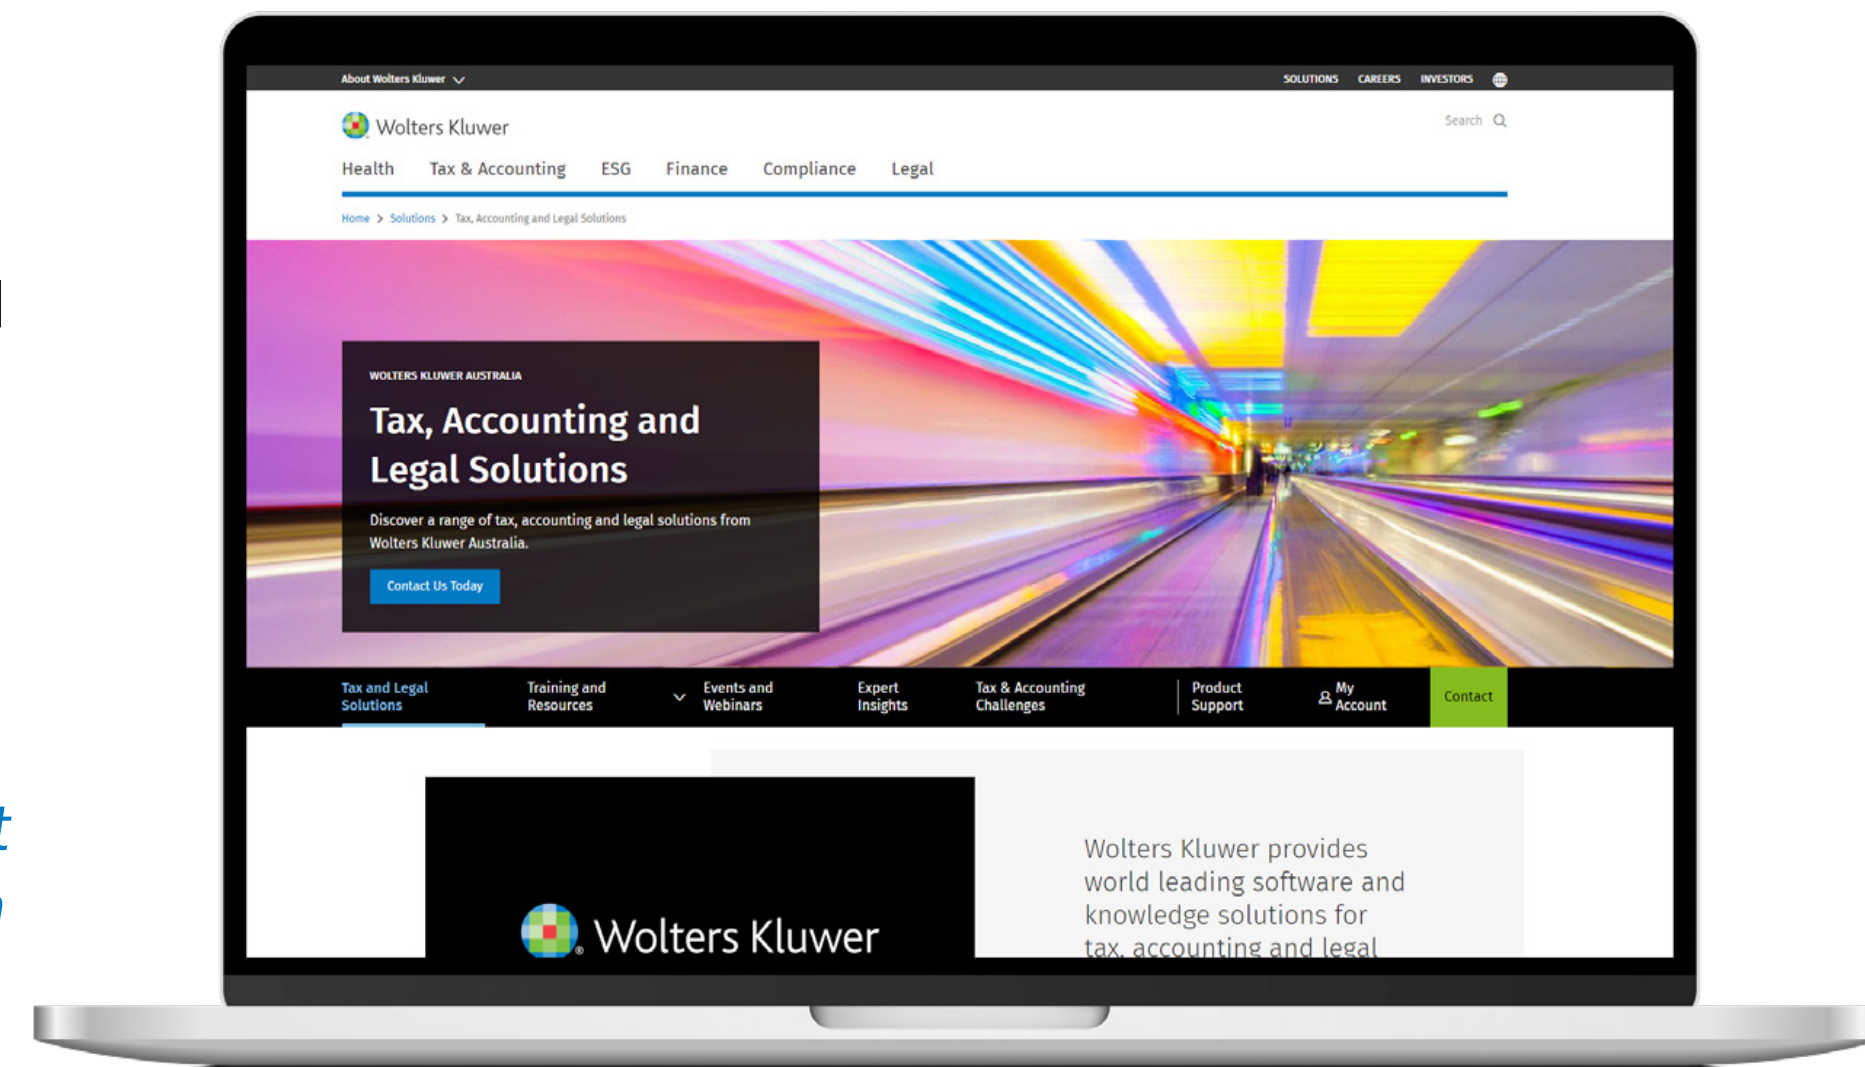 About Wolters Kluwer
SOLUTIONS CAREERS INVESTORS
Wolters Kluwer
Search
Health Tax & Accounting ESG Finance Compliance Legal
Home > Solutions > Tax, Accounting and Legal Solutions
WOLTERS KLUWER AUSTRALIA
Tax, Accounting and
Legal Solutions
Discover a range of tax, accounting and legal solutions from
Wolters Kluwer Australia.
Contact Us Today
Tax and Legal
Solutions
Training and
Resources
Events and
Webinars
Expert
Insights
Tax & Accounting
Challenges
Product
Support
My
Account
Contact
Wolters Kluwer
Wolters Kluwer provides
world leading software and
knowledge solutions for
tax, accounting and legal